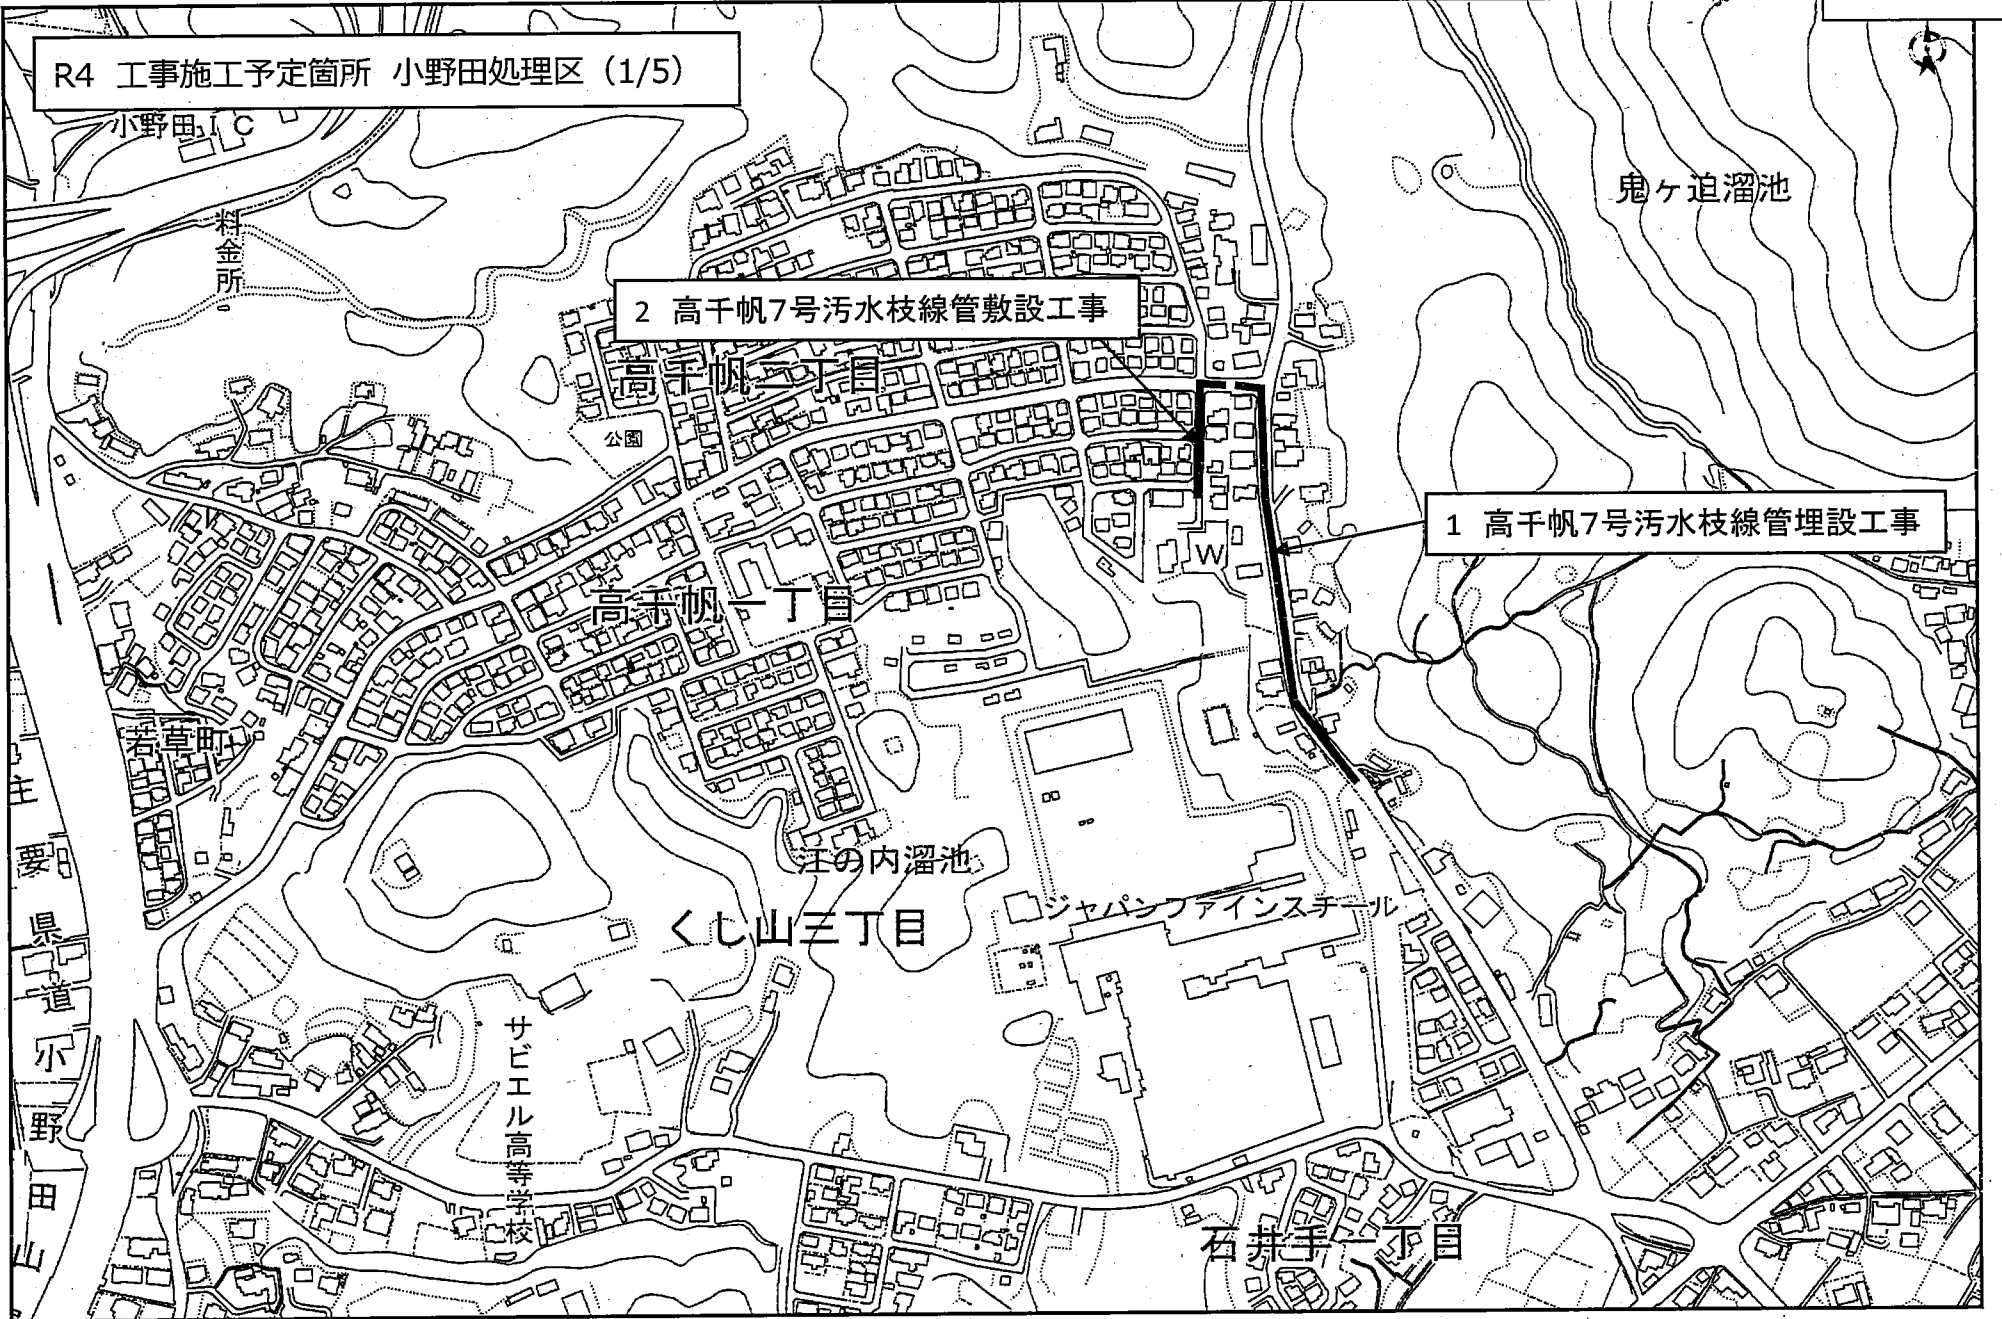 R4 工事施工予定箇所 小野田処理区（1/5）
小野田IC
料金所
鬼ヶ迫溜池
2 高千帆7号汚水枝線管敷設工事
高千帆二丁目
公園
1 高千帆7号汚水枝線管埋設工事
W
高千帆一丁目
若草町
江の内溜池
くし山三丁目
ジャパンファインスチール
サビエル高等学校
主要県道小野田山
石井手一丁目